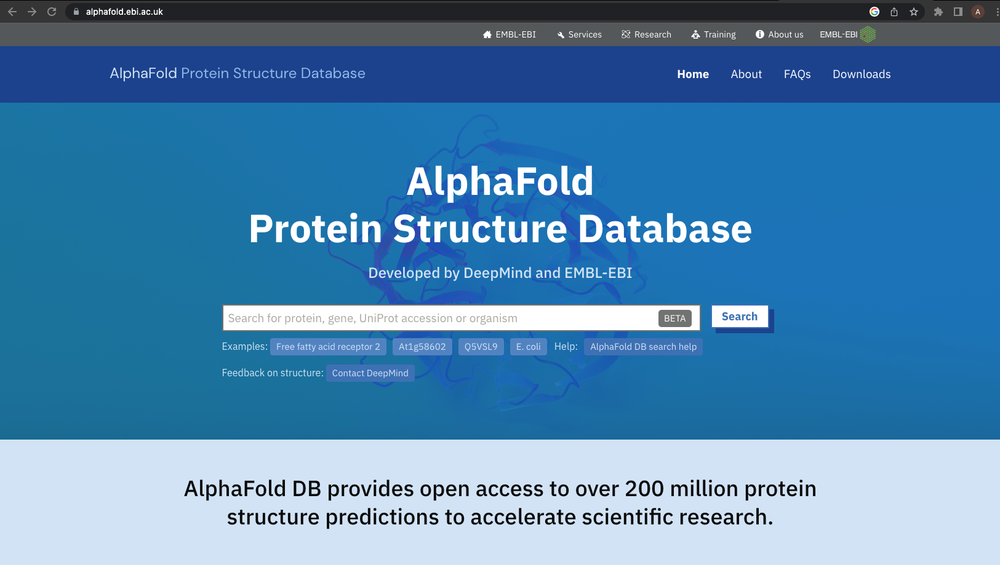 alphafold.ebi.ac.uk
A
EMBL-EBI Services Research Training About us EMBL-EBI
AlphaFold Protein Structure Database Home About FAQs Downloads
AlphaFold
Protein Structure Database
Developed by DeepMind and EMBL-EBI
Search for protein, gene, UniProt accession or organism BETA Search
Examples: Free fatty acid receptor 2 At1g58602 Q5VSL9 E. coli Help: AlphaFold DB search help
Feedback on structure: Contact DeepMind
AlphaFold DB provides open access to over 200 million protein
structure predictions to accelerate scientific research.